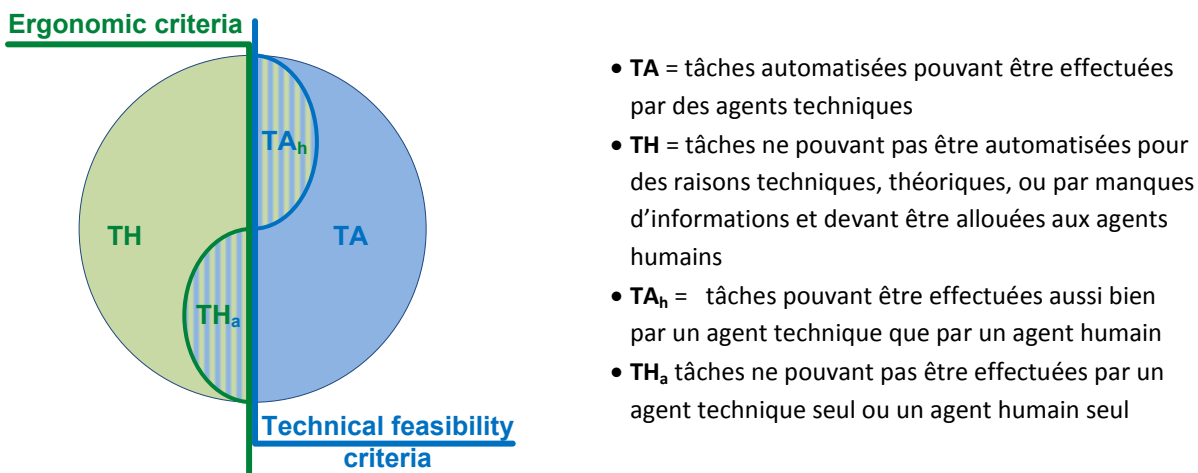 Ergonomic criteria
TAh
TH
TA
THa
Technical feasibility
criteria
• TA = tâches automatisées pouvant être effectuées
par des agents techniques
• TH = tâches ne pouvant pas être automatisées pour
des raisons techniques, théoriques, ou par manques
d’informations et devant être allouées aux agents
humains
• TAh = tâches pouvant être effectuées aussi bien
par un agent technique que par un agent humain
• THa tâches ne pouvant pas être effectuées par un
agent technique seul ou un agent humain seul